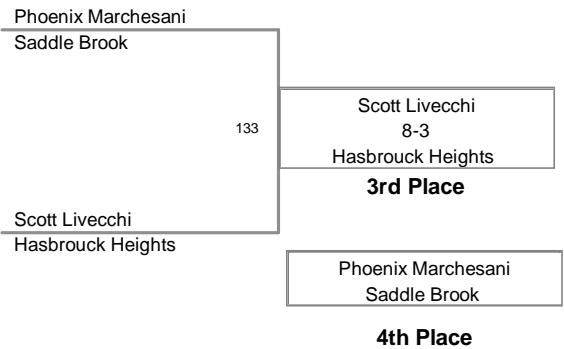 Phoenix Marchesani
Saddle Brook
133
Scott Livecchi
8-3
Hasbrouck Heights
3rd Place
Scott Livecchi
Hasbrouck Heights
Phoenix Marchesani
Saddle Brook
4th Place